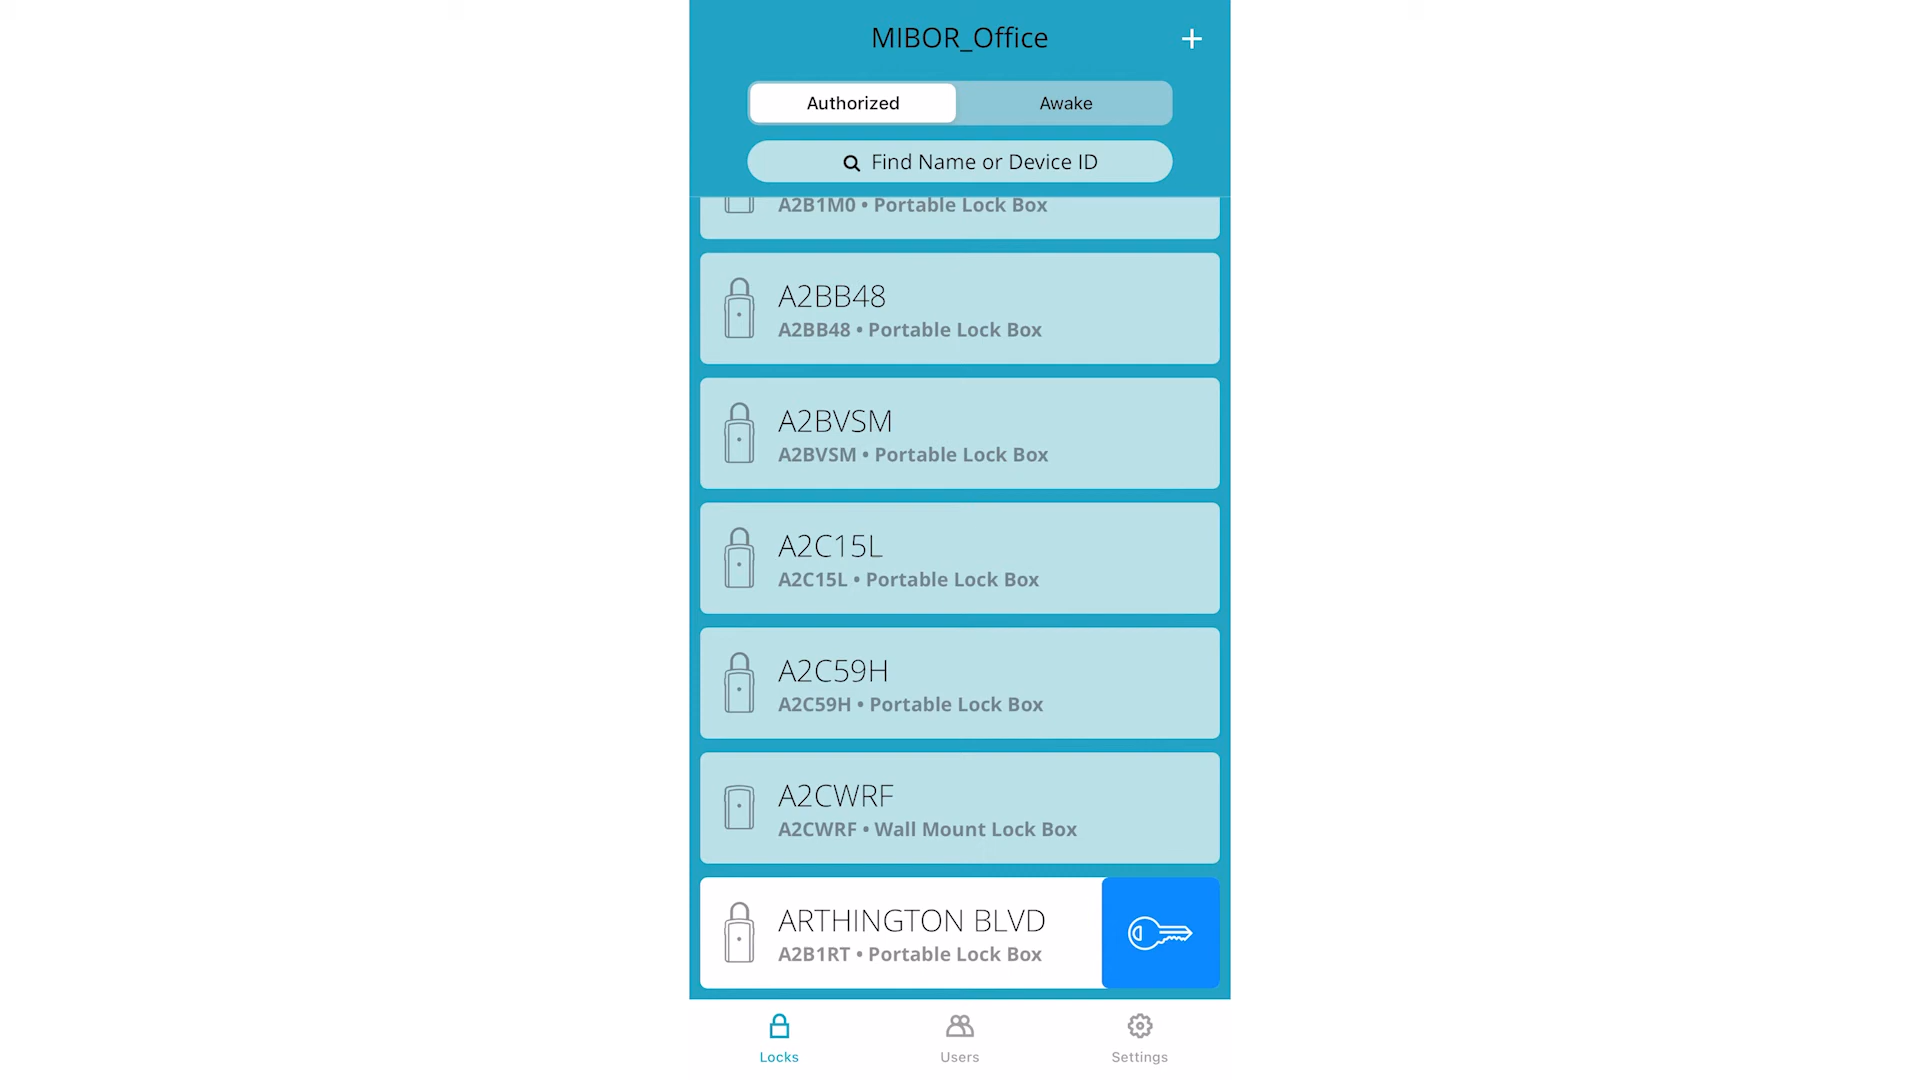 MIBOR_Office
Authorized
Awake
Find Name or Device ID
A2B1M0 • Portable Lock Box
A2BB48
A2BB48 • Portable Lock Box
A2BVSM
A2BVSM • Portable Lock Box
A2C15L
A2C15L • Portable Lock Box
A2C59H
A2C59H • Portable Lock Box
A2CWRF
A2CWRF • Wall Mount Lock Box
ARTHINGTON BLVD
A2B1RT • Portable Lock Box
Locks
Users
Settings